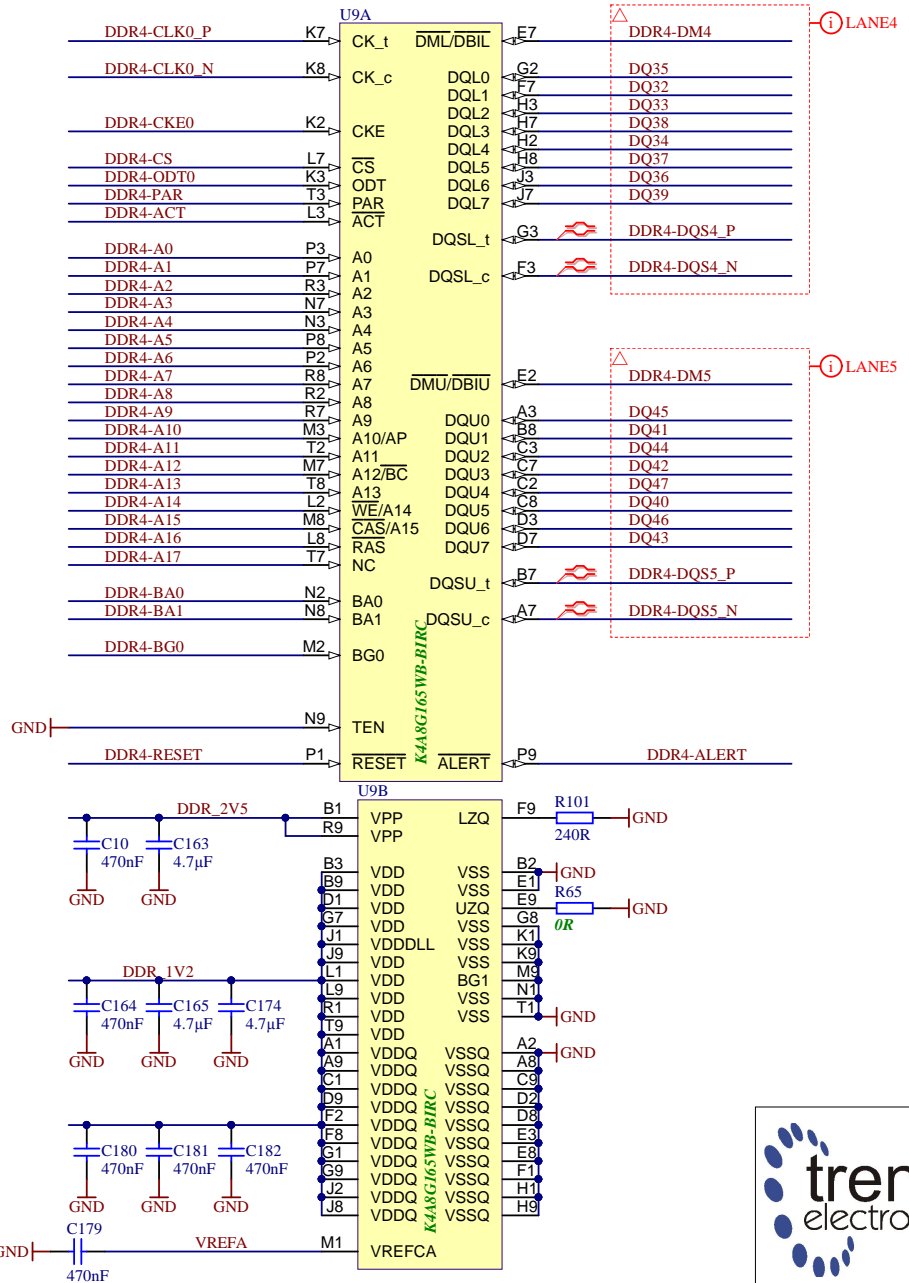 U9A
DDR4-CLK0_P K7 CK_t DML/DBIL E7 DDR4-DM4 i LANE4
DDR4-CLK0_N K8 CK_c DQL0 G2 DQ35
DQL1 F7 DQ32
DQL2 H3 DQ33
DDR4-CKE0 K2 CKE DQL3 H7 DQ38
DQL4 H2 DQ34
DDR4-CS L7 CS DQL5 H8 DQ37
DDR4-ODT0 K3 ODT DQL6 J3 DQ36
DDR4-PAR T3 PAR DQL7 J7 DQ39
DDR4-ACT L3 ACT
DQSL_t G3 DDR4-DQS4_P
DDR4-A0 P3 A0
DDR4-A1 P7 A1 DQSL_c F3 DDR4-DQS4_N
DDR4-A2 R3 A2
DDR4-A3 N7 A3
DDR4-A4 N3 A4
DDR4-A5 P8 A5
DDR4-A6 P2 A6 i LANE5
DDR4-A7 R8 A7 DMU/DBIU E2 DDR4-DM5
DDR4-A8 R2 A8
DDR4-A9 R7 A9 DQU0 A3 DQ45
DDR4-A10 M3 A10/AP DQU1 B8 DQ41
DDR4-A11 T2 A11 DQU2 C3 DQ44
DDR4-A12 M7 A12/BC DQU3 C7 DQ42
DDR4-A13 T8 A13 DQU4 C2 DQ47
DDR4-A14 L2 WE/A14 DQU5 C8 DQ40
DDR4-A15 M8 CAS/A15 DQU6 D3 DQ46
DDR4-A16 L8 RAS DQU7 D7 DQ43
DDR4-A17 T7 NC
DQSU_t B7 DDR4-DQS5_P
DDR4-BA0 N2 BA0
DDR4-BA1 N8 BA1 DQSU_c A7 DDR4-DQS5_N
DDR4-BG0 M2 BG0
K4A8G165WB-BIRC
GND N9 TEN
DDR4-RESET P1 RESET ALERT P9 DDR4-ALERT
U9B
DDR_2V5 B1 VPP LZQ F9 R101 GND
R9 VPP 240R
C10 C163
470nF 4.7µF
GND GND
B3 VDD VSS B2 GND
B9 VDD VSS E1
D1 VDD UZQ E9 R65 GND
0R
G7 VDD VSS G8
J1 VDDDLL VSS K1
J9 VDD VSS K9
DDR_1V2 L1 VDD BG1 M9
L9 VDD VSS N1
R1 VDD VSS T1 GND
T9 VDD
C164 C165 C174
470nF 4.7µF 4.7µF
GND GND GND
A1 VDDQ VSSQ A2 GND
A9 VDDQ VSSQ A8
C1 VDDQ VSSQ C9
D9 VDDQ VSSQ D2
F2 VDDQ VSSQ D8
F8 VDDQ VSSQ E3
G1 VDDQ VSSQ E8
G9 VDDQ VSSQ F1
J2 VDDQ VSSQ H1
J8 VDDQ VSSQ H9
C180 C181 C182
470nF 470nF 470nF
GND GND GND
K4A8G165WB-BIRC
C179
GND VREFA M1 VREFCA
470nF
tren
electro